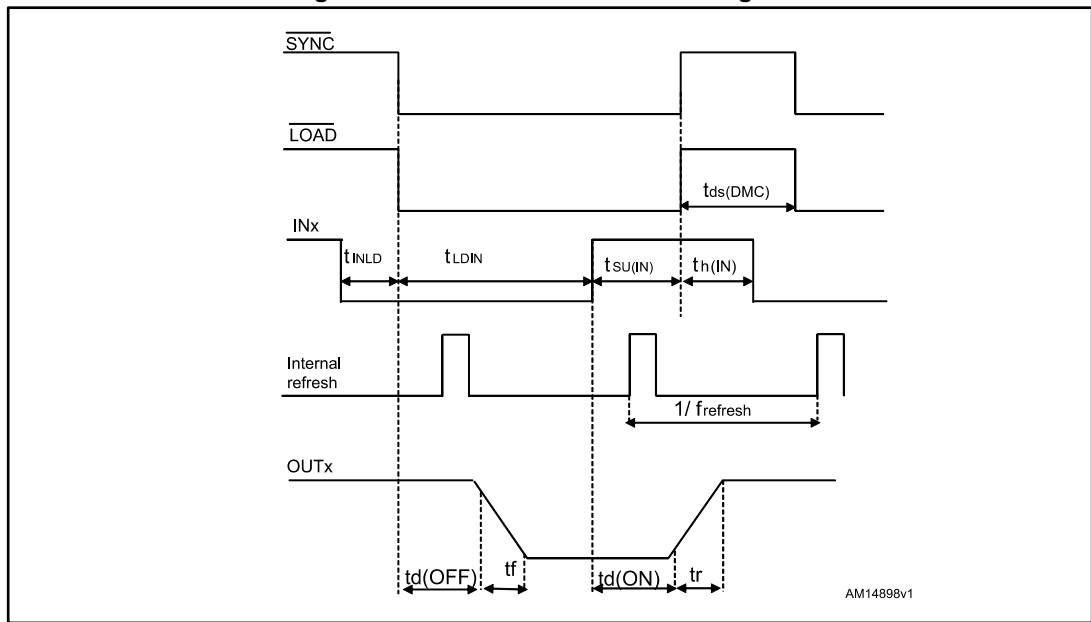 SYNC
LOAD
tds(DMC)
INx
tINLD
tLDIN
tSU(IN)
th(IN)
Internal
refresh
1/ frefresh
OUTx
td(OFF)
tf
td(ON)
tr
AM14898v1